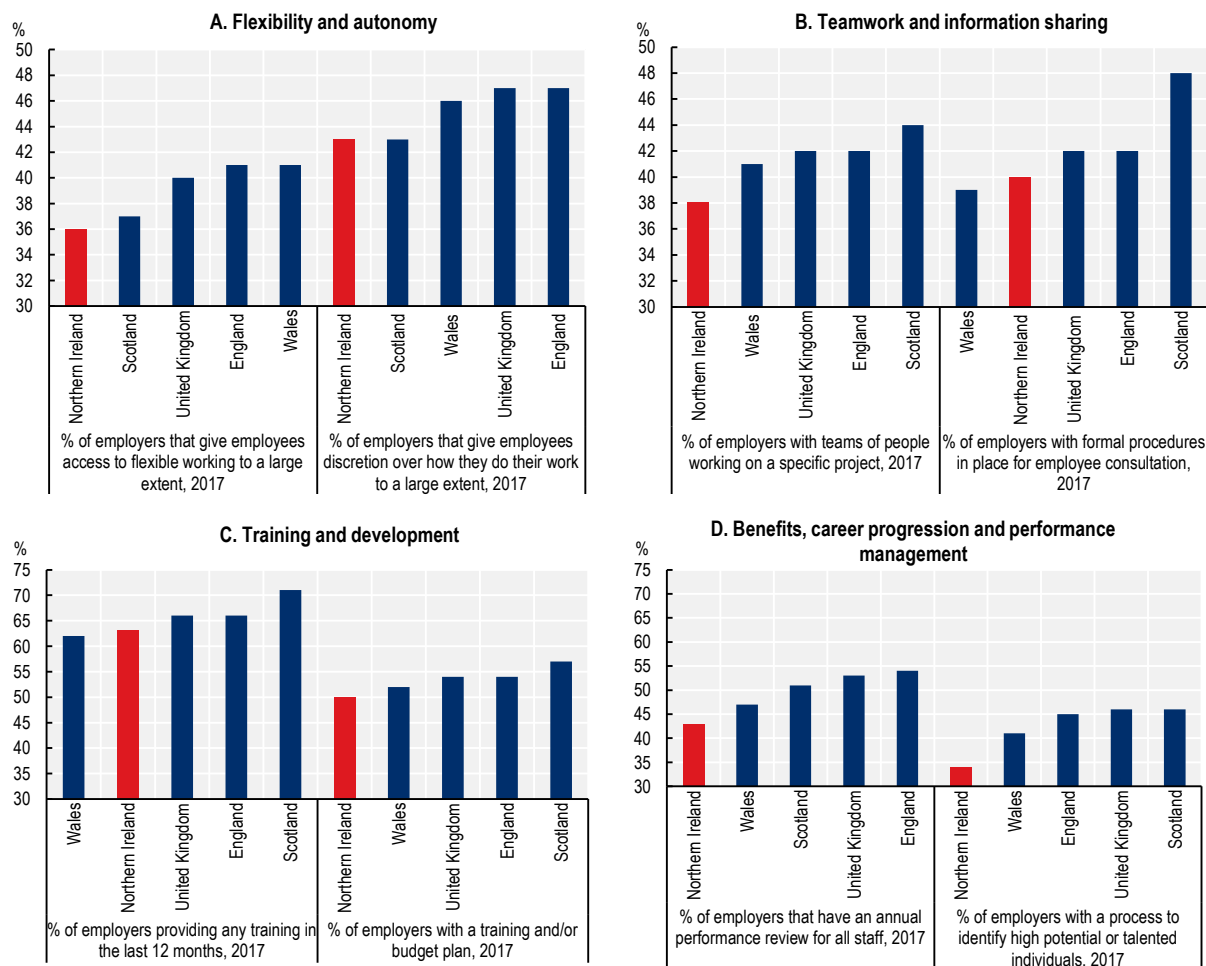 A. Flexibility and autonomy
%
50
48
46
44
42
40
38
36
34
32
30
Northern Ireland
Scotland
United Kingdom
England
Wales
Northern Ireland
Scotland
Wales
United Kingdom
England
% of employers that give employees
access to flexible working to a large
extent, 2017
% of employers that give employees
discretion over how they do their work
to a large extent, 2017
B. Teamwork and information sharing
%
50
48
46
44
42
40
38
36
34
32
30
Northern Ireland
Wales
United Kingdom
England
Scotland
Wales
Northern Ireland
United Kingdom
England
Scotland
% of employers with teams of people
working on a specific project, 2017
% of employers with formal procedures
in place for employee consultation,
2017
C. Training and development
%
75
70
65
60
55
50
45
40
35
30
Wales
Northern Ireland
United Kingdom
England
Scotland
Northern Ireland
Wales
United Kingdom
England
Scotland
% of employers providing any training in
the last 12 months, 2017
% of employers with a training and/or
budget plan, 2017
D. Benefits, career progression and performance
management
%
75
70
65
60
55
50
45
40
35
30
Northern Ireland
Wales
Scotland
United Kingdom
England
Northern Ireland
Wales
England
United Kingdom
Scotland
% of employers that have an annual
performance review for all staff, 2017
% of employers with a process to
identify high potential or talented
individuals, 2017